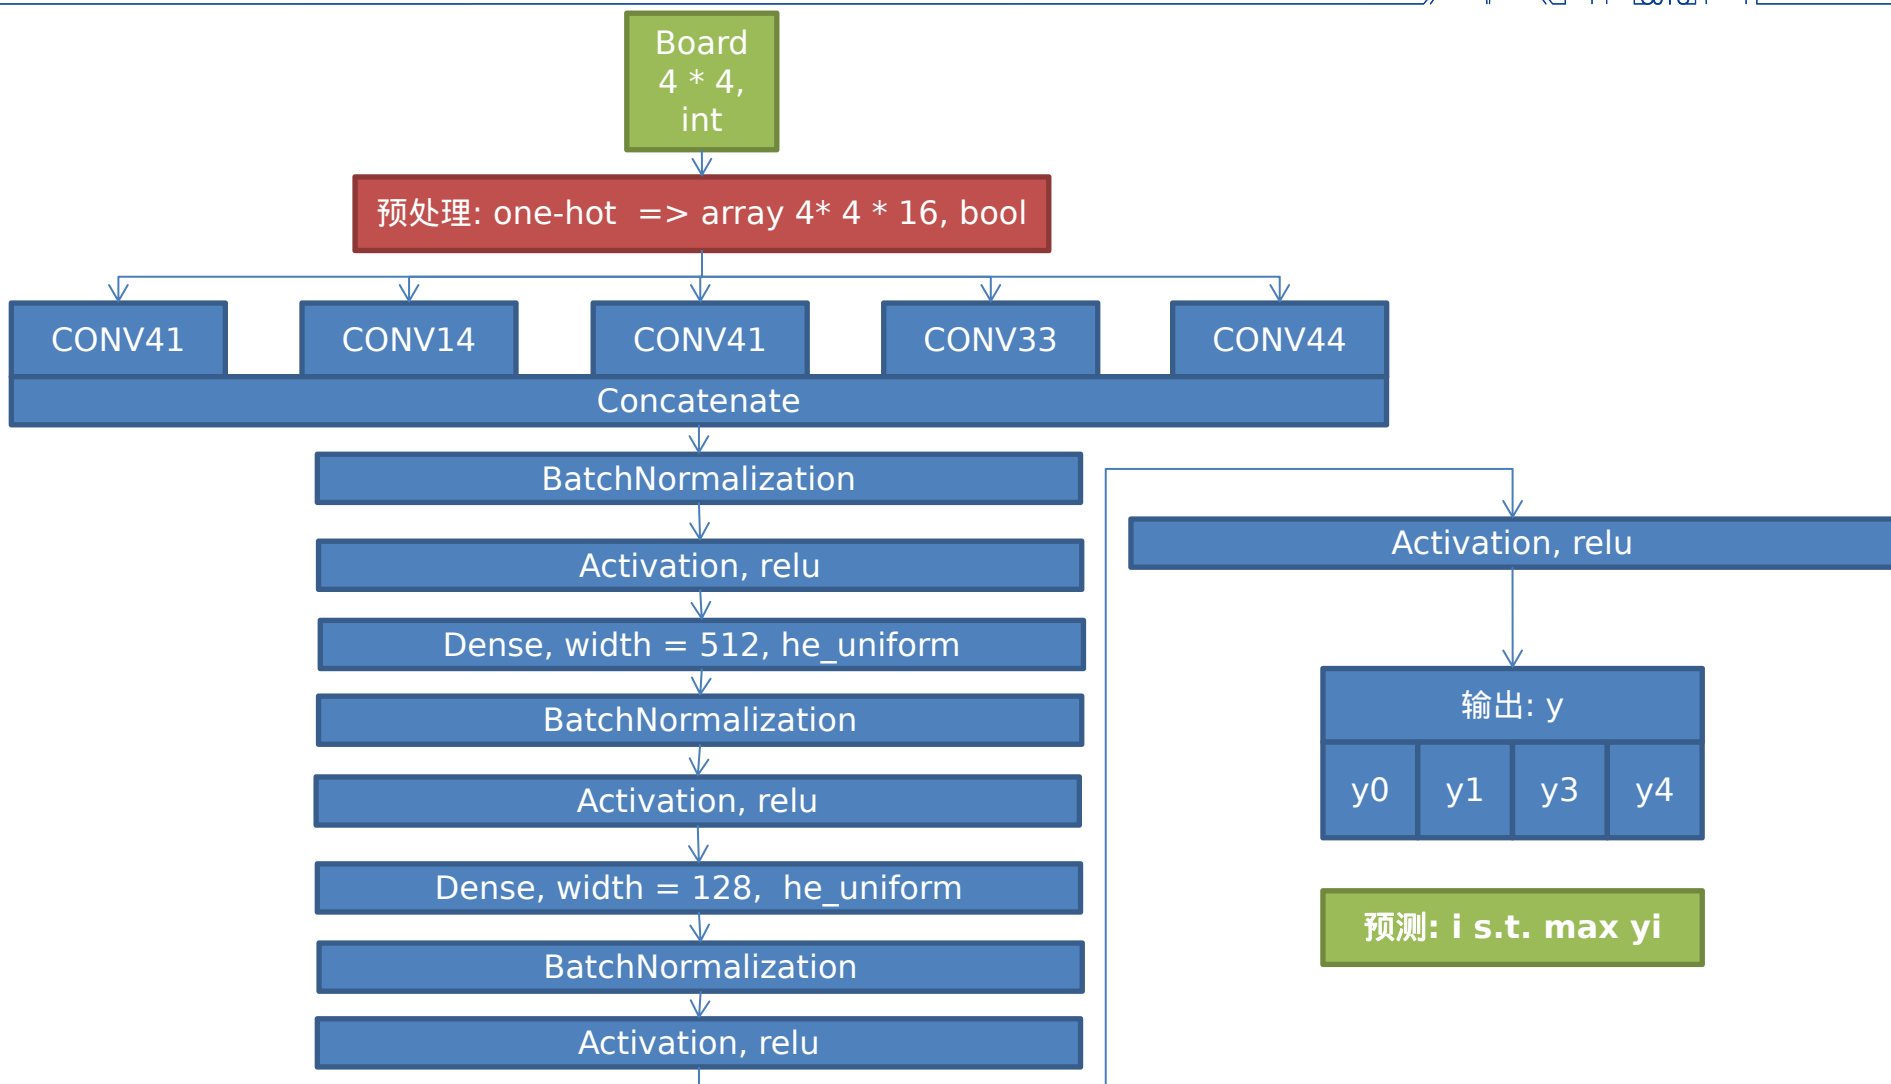 Board
4 * 4,
int
预处理: one-hot  => array 4* 4 * 16, bool
CONV41
CONV14
CONV41
CONV33
CONV44
Concatenate
BatchNormalization
Activation, relu
Dense, width = 512, he_uniform
BatchNormalization
Activation, relu
Dense, width = 128,  he_uniform
BatchNormalization
Activation, relu
Activation, relu
输出: y
y0
y1
y3
y4
预测: i s.t. max yi